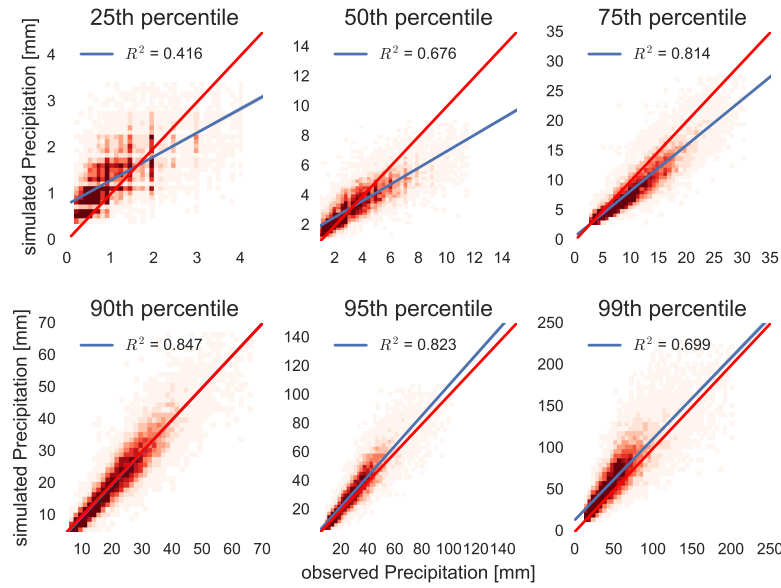 25th percentile
50th percentile
75th percentile
simulated Precipitation [mm]
R² = 0.416
R² = 0.676
R² = 0.814
4
3
2
1
0
14
12
10
8
6
4
2
35
30
25
20
15
10
5
0
0 1 2 3 4
2 4 6 8 10 12 14
0 5 10 15 20 25 30 35
90th percentile
95th percentile
99th percentile
simulated Precipitation [mm]
R² = 0.847
R² = 0.823
R² = 0.699
70
60
50
40
30
20
10
140
120
100
80
60
40
20
250
200
150
100
50
0
10 20 30 40 50 60 70
20 40 60 80 100 120 140
0 50 100 150 200 250
observed Precipitation [mm]